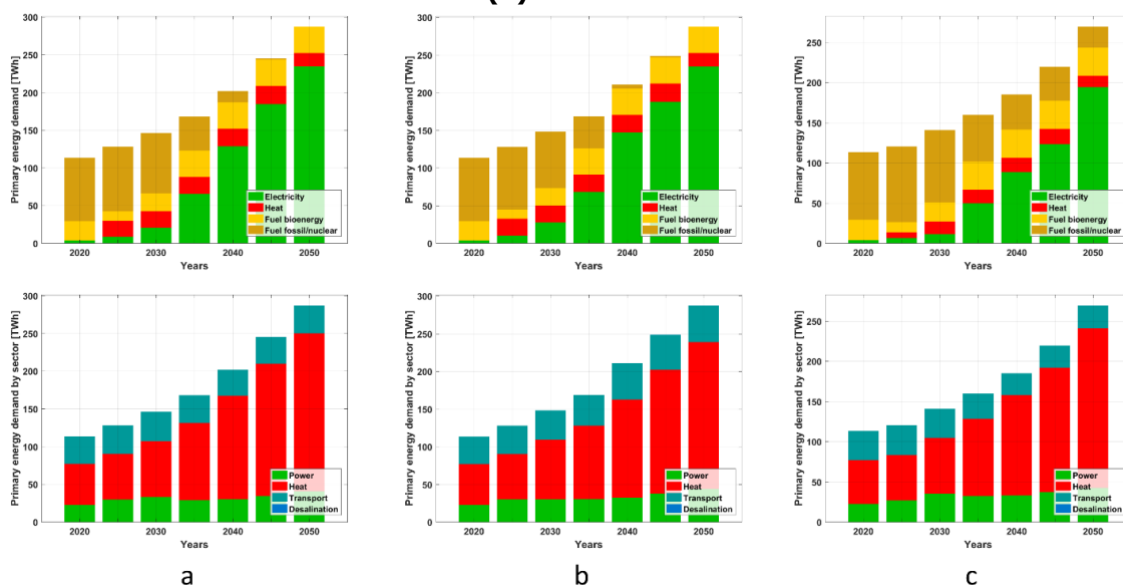 300
250
200
150
100
50
0
Primary energy demand [TWh]
Electricity
Heat
Fuel bioenergy
Fuel fossil/nuclear
2020
2030
2040
2050
Years
300
250
200
150
100
50
0
Primary energy demand [TWh]
Electricity
Heat
Fuel bioenergy
Fuel fossil/nuclear
2020
2030
2040
2050
Years
250
200
150
100
50
0
Primary energy demand [TWh]
Electricity
Heat
Fuel bioenergy
Fuel fossil/nuclear
2020
2030
2040
2050
Years
300
250
200
150
100
50
0
Primary energy demand by sector [TWh]
Power
Heat
Transport
Desalination
2020
2030
2040
2050
Years
300
250
200
150
100
50
0
Primary energy demand by sector [TWh]
Power
Heat
Transport
Desalination
2020
2030
2040
2050
Years
250
200
150
100
50
0
Primary energy demand by sector [TWh]
Power
Heat
Transport
Desalination
2020
2030
2040
2050
Years
a
b
c